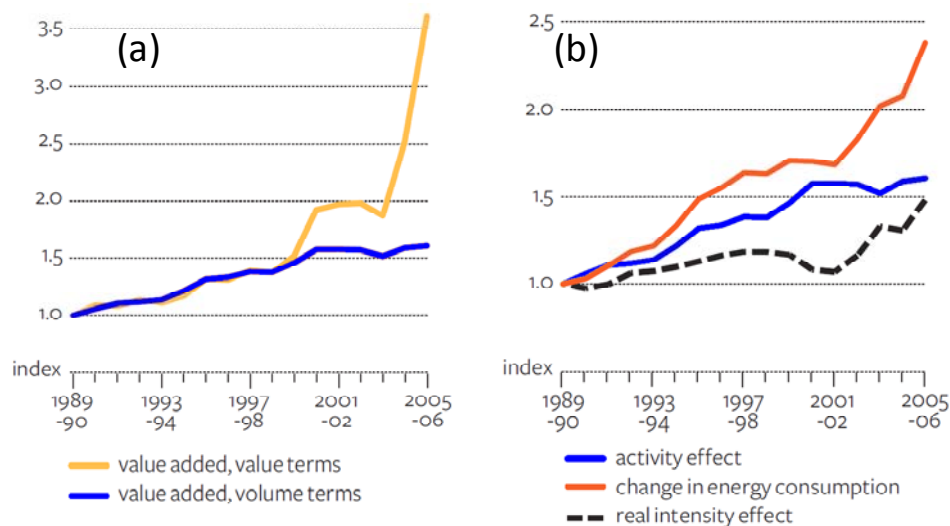 (a)
3.5
3.0
2.5
2.0
1.5
1.0
index
1989 1993 1997 2001 2005
-90 -94 -98 -02 -06
value added, value terms
value added, volume terms
(b)
2.5
2.0
1.5
1.0
index
1989 1993 1997 2001 2005
-90 -94 -98 -02 -06
activity effect
change in energy consumption
real intensity effect